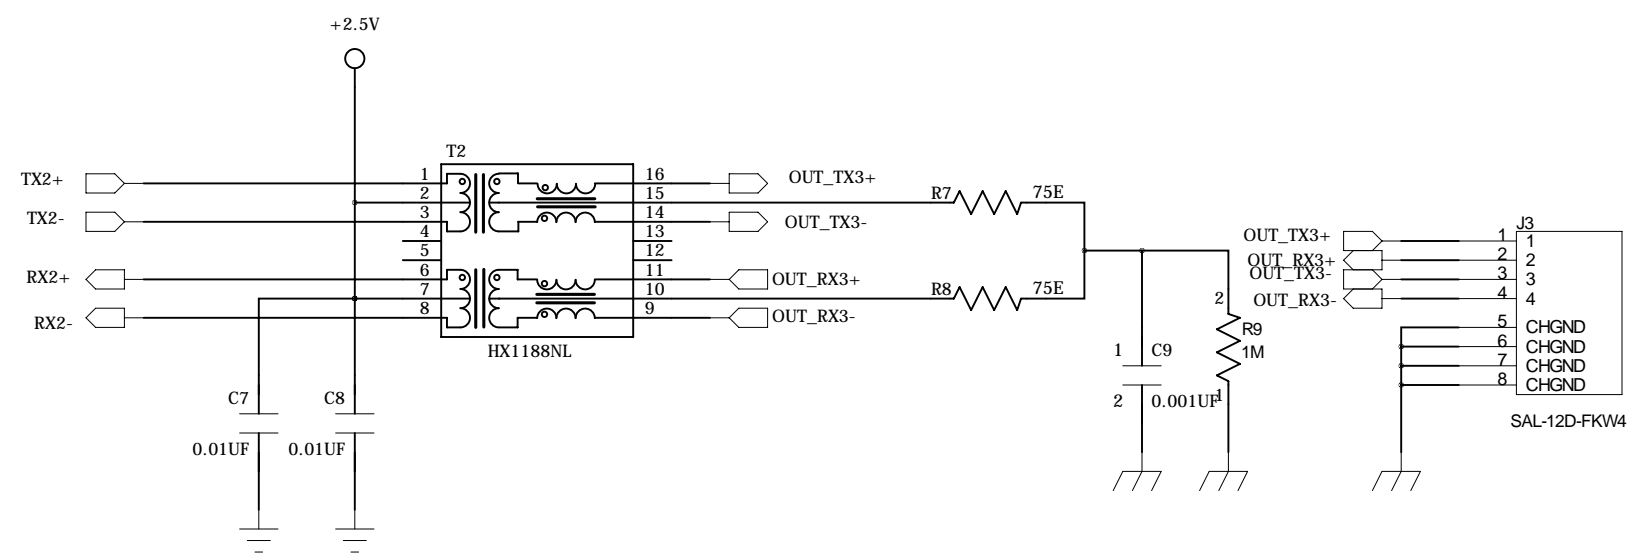 +2.5V
T2
TX2+
TX2-
RX2+
RX2-
1
2
3
4
5
6
7
8
16
15
14
13
12
11
10
9
HX1188NL
OUT_TX3+
OUT_TX3-
OUT_RX3+
OUT_RX3-
R7
75E
R8
75E
C7
0.01UF
C8
0.01UF
1
C9
2
0.001UF
2
R9
1M
1
J3
OUT_TX3+
1
1
OUT_RX3+
2
2
OUT_TX3-
3
3
OUT_RX3-
4
4
5
CHGND
6
CHGND
7
CHGND
8
CHGND
SAL-12D-FKW4